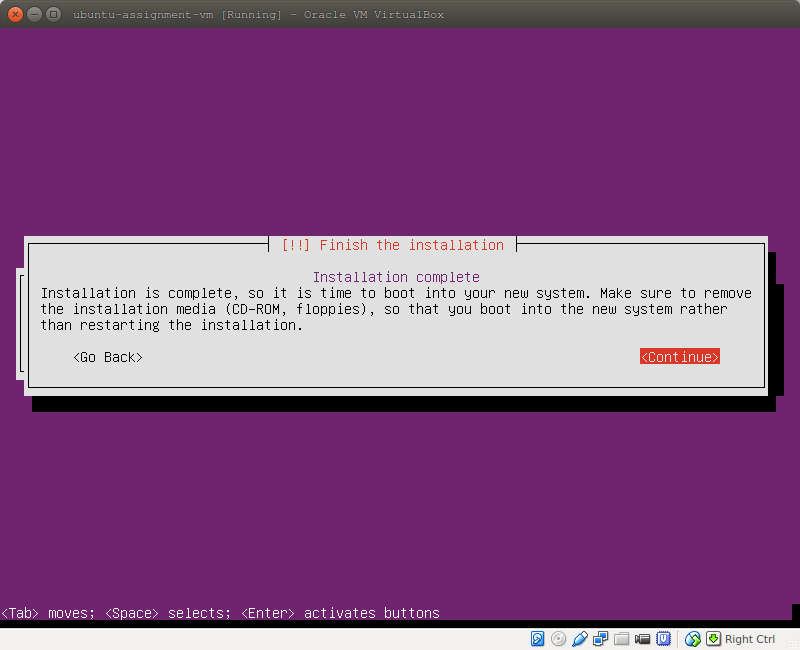 ubuntu-assignment-vm [Running] - Oracle VM VirtualBox
[!!] Finish the installation
Installation complete
Installation is complete, so it is time to boot into your new system. Make sure to remove
the installation media (CD-ROM, floppies), so that you boot into the new system rather
than restarting the installation.
<Go Back> <Continue>
<Tab> moves; <Space> selects; <Enter> activates buttons
Right Ctrl